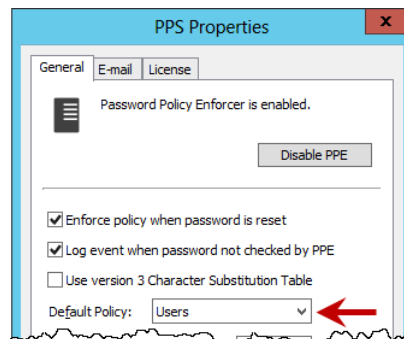 PPS Properties
x
General E-mail License
Password Policy Enforcer is enabled.
Disable PPE
Enforce policy when password is reset
Log event when password not checked by PPE
Use version 3 Character Substitution Table
Default Policy: Users